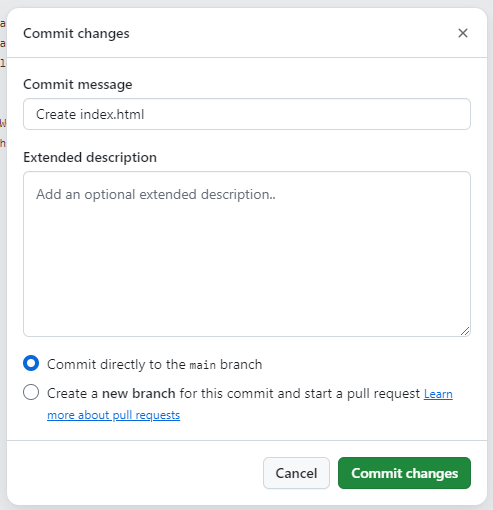 Commit changes
Commit message
Create index.html
Extended description
Add an optional extended description..
Commit directly to the main branch
Create a new branch for this commit and start a pull request Learn
more about pull requests
Cancel
Commit changes